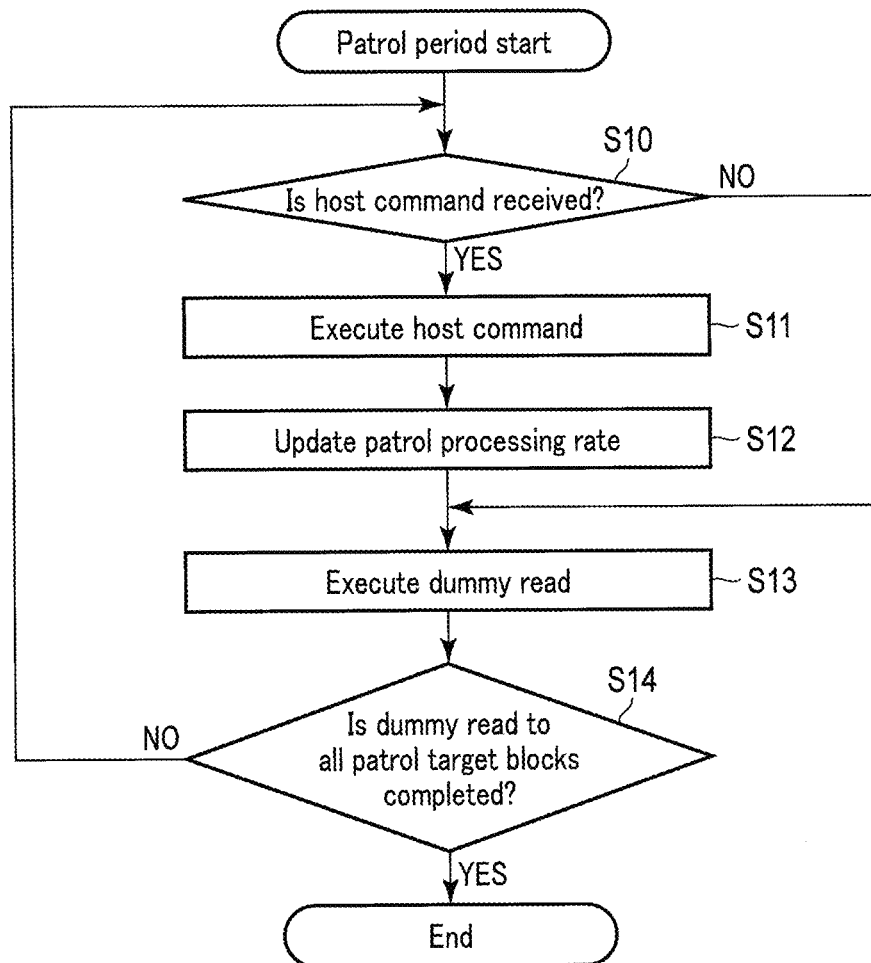 Patrol period start
S10
Is host command received?
NO
YES
Execute host command
S11
Update patrol processing rate
S12
Execute dummy read
S13
S14
Is dummy read to
all patrol target blocks
completed?
NO
YES
End